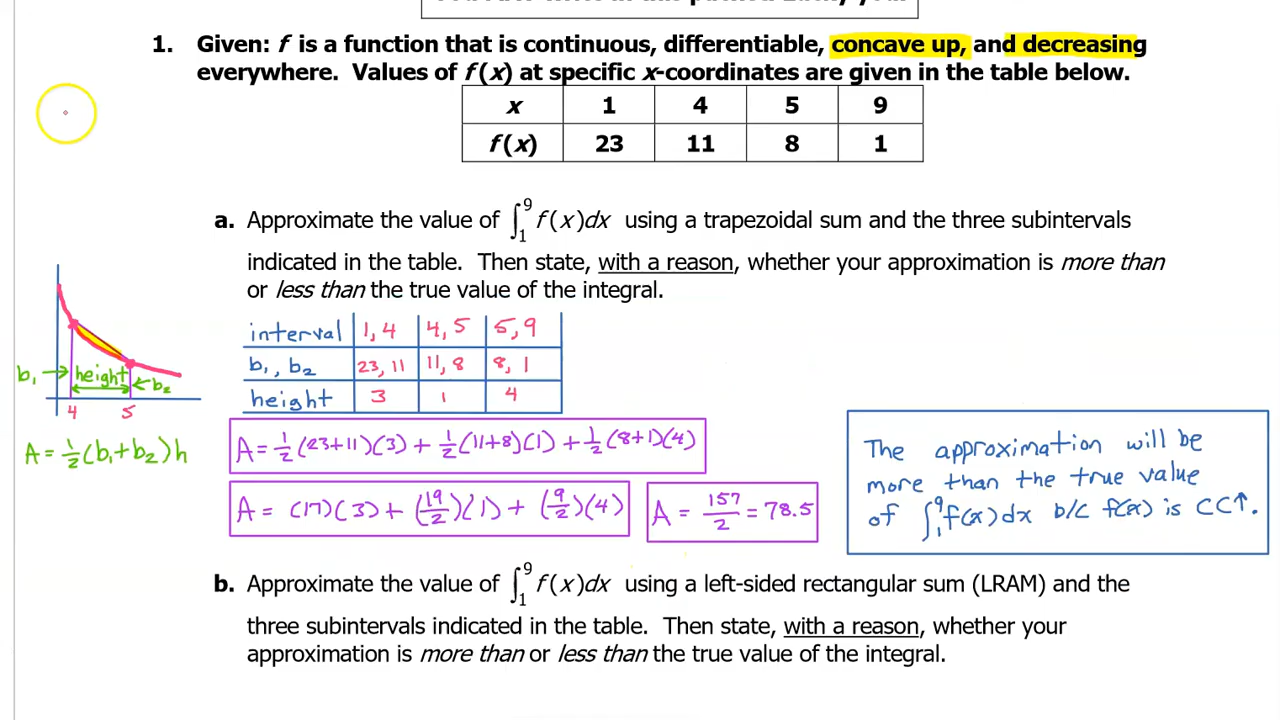 1. Given: f is a function that is continuous, differentiable, concave up, and decreasing
everywhere. Values of f(x) at specific x-coordinates are given in the table below.
x 1 4 5 9
f(x) 23 11 8 1
a. Approximate the value of ∫₁⁹ f(x)dx using a trapezoidal sum and the three subintervals
indicated in the table. Then state, with a reason, whether your approximation is more than
or less than the true value of the integral.
interval 1,4 4,5 5,9
b₁, b₂ 23, 11 11, 8 8, 1
height 3 1 4
b₁ → height ← b₂
4 5
A = ½(b₁+b₂)h
A = ½(23+11)(3) + ½(11+8)(1) + ½(8+1)(4)
A = (17)(3) + (19/2)(1) + (9/2)(4)
A = 157/2 = 78.5
The approximation will be
more than the true value
of ∫₁⁹ f(x)dx b/c f(x) is CC↑.
b. Approximate the value of ∫₁⁹ f(x)dx using a left-sided rectangular sum (LRAM) and the
three subintervals indicated in the table. Then state, with a reason, whether your
approximation is more than or less than the true value of the integral.